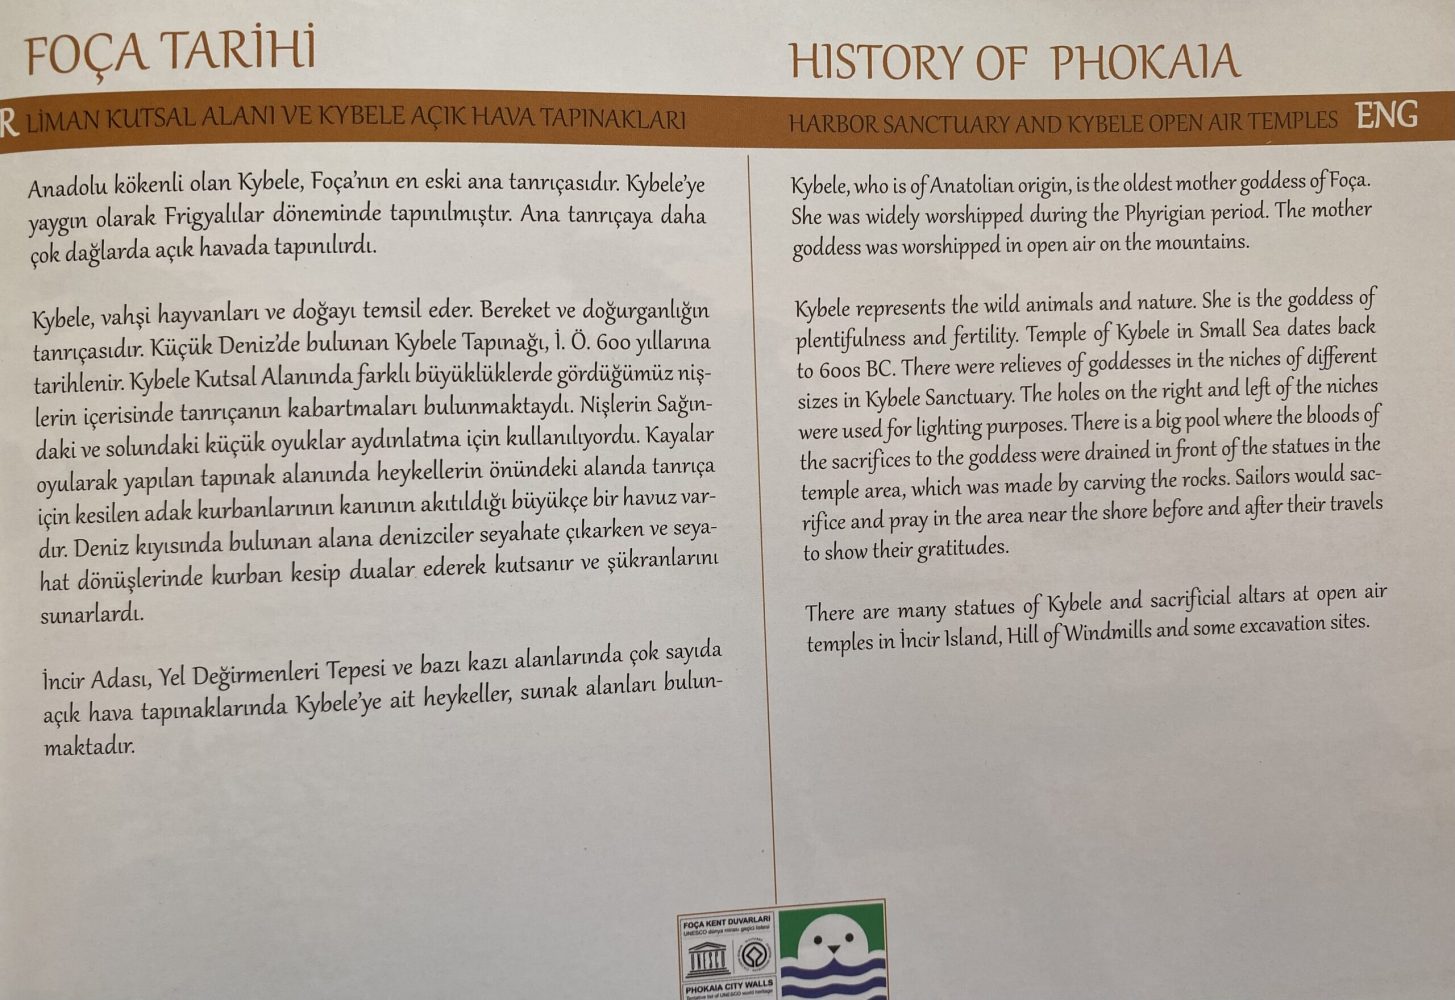 FOÇA TARİHİ
R LİMAN KUTSAL ALANI VE KYBELE AÇIK HAVA TAPINAKLARI
Anadolu kökenli olan Kybele, Foça'nın en eski ana tanrıçasıdır. Kybele'ye
yaygın olarak Frigyalılar döneminde tapınılmıştır. Ana tanrıçaya daha
çok dağlarda açık havada tapınılırdı.
Kybele, vahşi hayvanları ve doğayı temsil eder. Bereket ve doğurganlığın
tanrıçasıdır. Küçük Deniz'de bulunan Kybele Tapınağı, İ. Ö. 600 yıllarına
tarihlenir. Kybele Kutsal Alanında farklı büyüklüklerde gördüğümüz niş-
lerin içerisinde tanrıçanın kabartmaları bulunmaktaydı. Nişlerin Sağın-
daki ve solundaki küçük oyuklar aydınlatma için kullanılıyordu. Kayalar
oyularak yapılan tapınak alanında heykellerin önündeki alanda tanrıça
için kesilen adak kurbanlarının kanının akıtıldığı büyükçe bir havuz var-
dır. Deniz kıyısında bulunan alana denizciler seyahate çıkarken ve seya-
hat dönüşlerinde kurban kesip dualar ederek kutsanır ve şükranlarını
sunarlardı.
İncir Adası, Yel Değirmenleri Tepesi ve bazı kazı alanlarında çok sayıda
açık hava tapınaklarında Kybele'ye ait heykeller, sunak alanları bulun-
maktadır.
HISTORY OF PHOKAIA
HARBOR SANCTUARY AND KYBELE OPEN AIR TEMPLES ENG
Kybele, who is of Anatolian origin, is the oldest mother goddess of Foça.
She was widely worshipped during the Phyrigian period. The mother
goddess was worshipped in open air on the mountains.
Kybele represents the wild animals and nature. She is the goddess of
plentifulness and fertility. Temple of Kybele in Small Sea dates back
to 600s BC. There were relieves of goddesses in the niches of different
sizes in Kybele Sanctuary. The holes on the right and left of the niches
were used for lighting purposes. There is a big pool where the bloods of
the sacrifices to the goddess were drained in front of the statues in the
temple area, which was made by carving the rocks. Sailors would sac-
rifice and pray in the area near the shore before and after their travels
to show their gratitudes.
There are many statues of Kybele and sacrificial altars at open air
temples in İncir Island, Hill of Windmills and some excavation sites.
FOÇA KENT DUVARLARI
UNESCO dünya mirası geçici listesi
PHOKAIA CITY WALLS
Tentative list of UNESCO world heritage